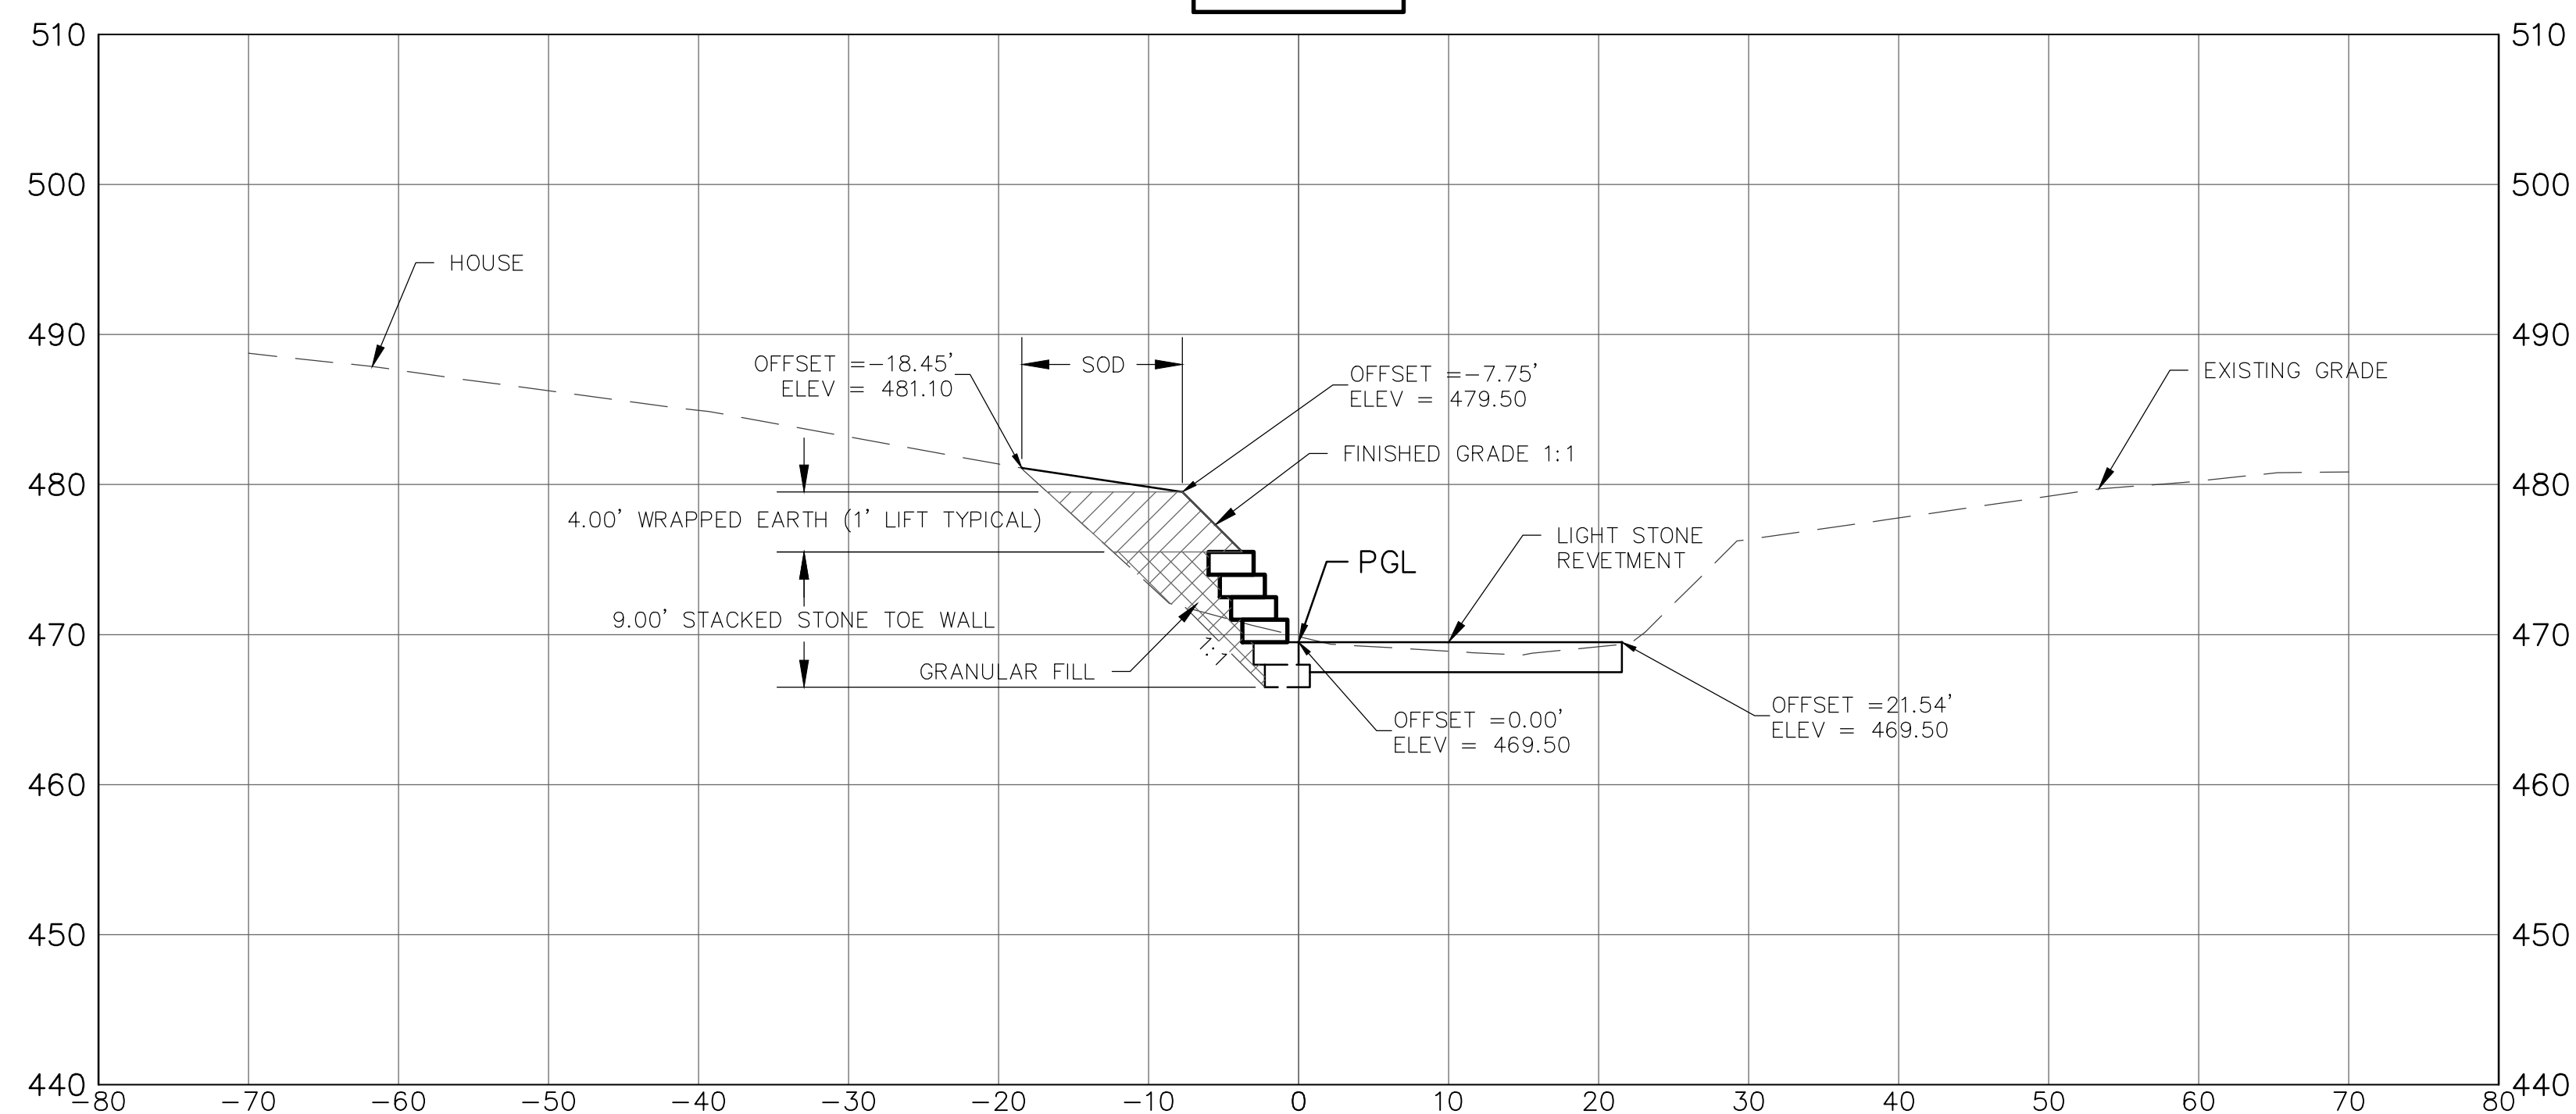 510
510
500
500
HOUSE
490
490
OFFSET =-18.45'
ELEV = 481.10
SOD
OFFSET =-7.75'
ELEV = 479.50
EXISTING GRADE
FINISHED GRADE 1:1
480
480
4.00' WRAPPED EARTH (1' LIFT TYPICAL)
LIGHT STONE
REVETMENT
PGL
9.00' STACKED STONE TOE WALL
470
470
1:1
GRANULAR FILL
OFFSET =21.54'
ELEV = 469.50
OFFSET =0.00'
ELEV = 469.50
460
460
450
450
440
440
-80 -70 -60 -50 -40 -30 -20 -10 0 10 20 30 40 50 60 70 80